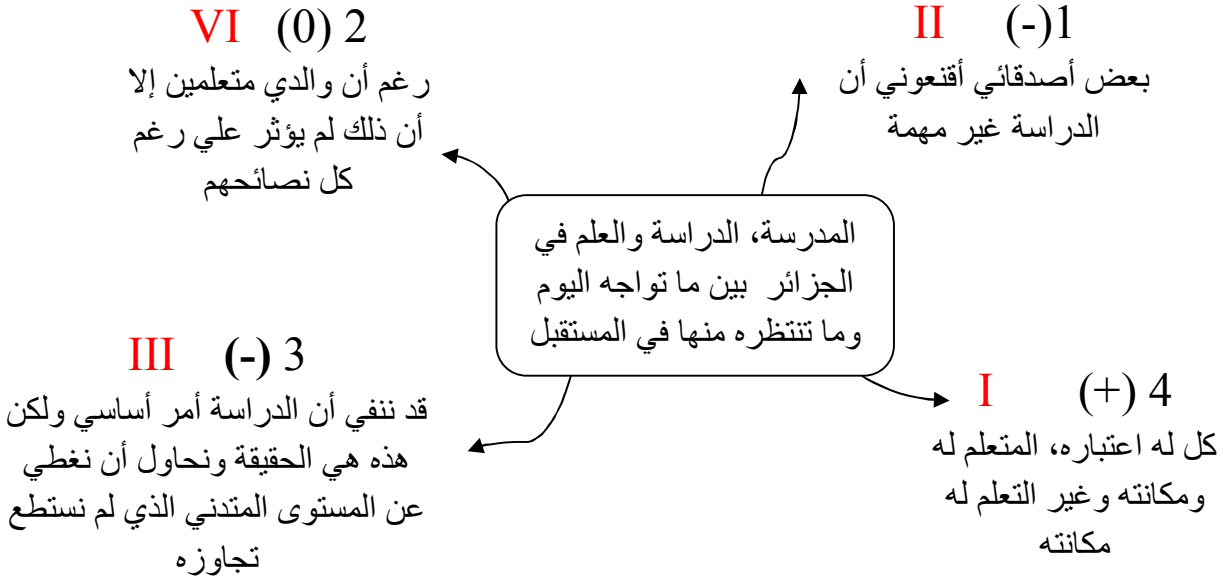 II (-)1
بعض أصدقائي أقنعوني أن
الدراسة غير مهمة
VI (0) 2
رغم أن والدي متعلمين إلا
أن ذلك لم يؤثر علي رغم
كل نصائحهم
المدرسة، الدراسة والعلم في
الجزائر بين ما تواجه اليوم
وما تنتظره منها في المستقبل
III (-) 3
قد ننفي أن الدراسة أمر أساسي ولكن
هذه هي الحقيقة ونحاول أن نغطي
عن المستوى المتدني الذي لم نستطع
تجاوزه
I (+) 4
كل له اعتباره، المتعلم له
ومكانته وغير التعلم له
مكانته